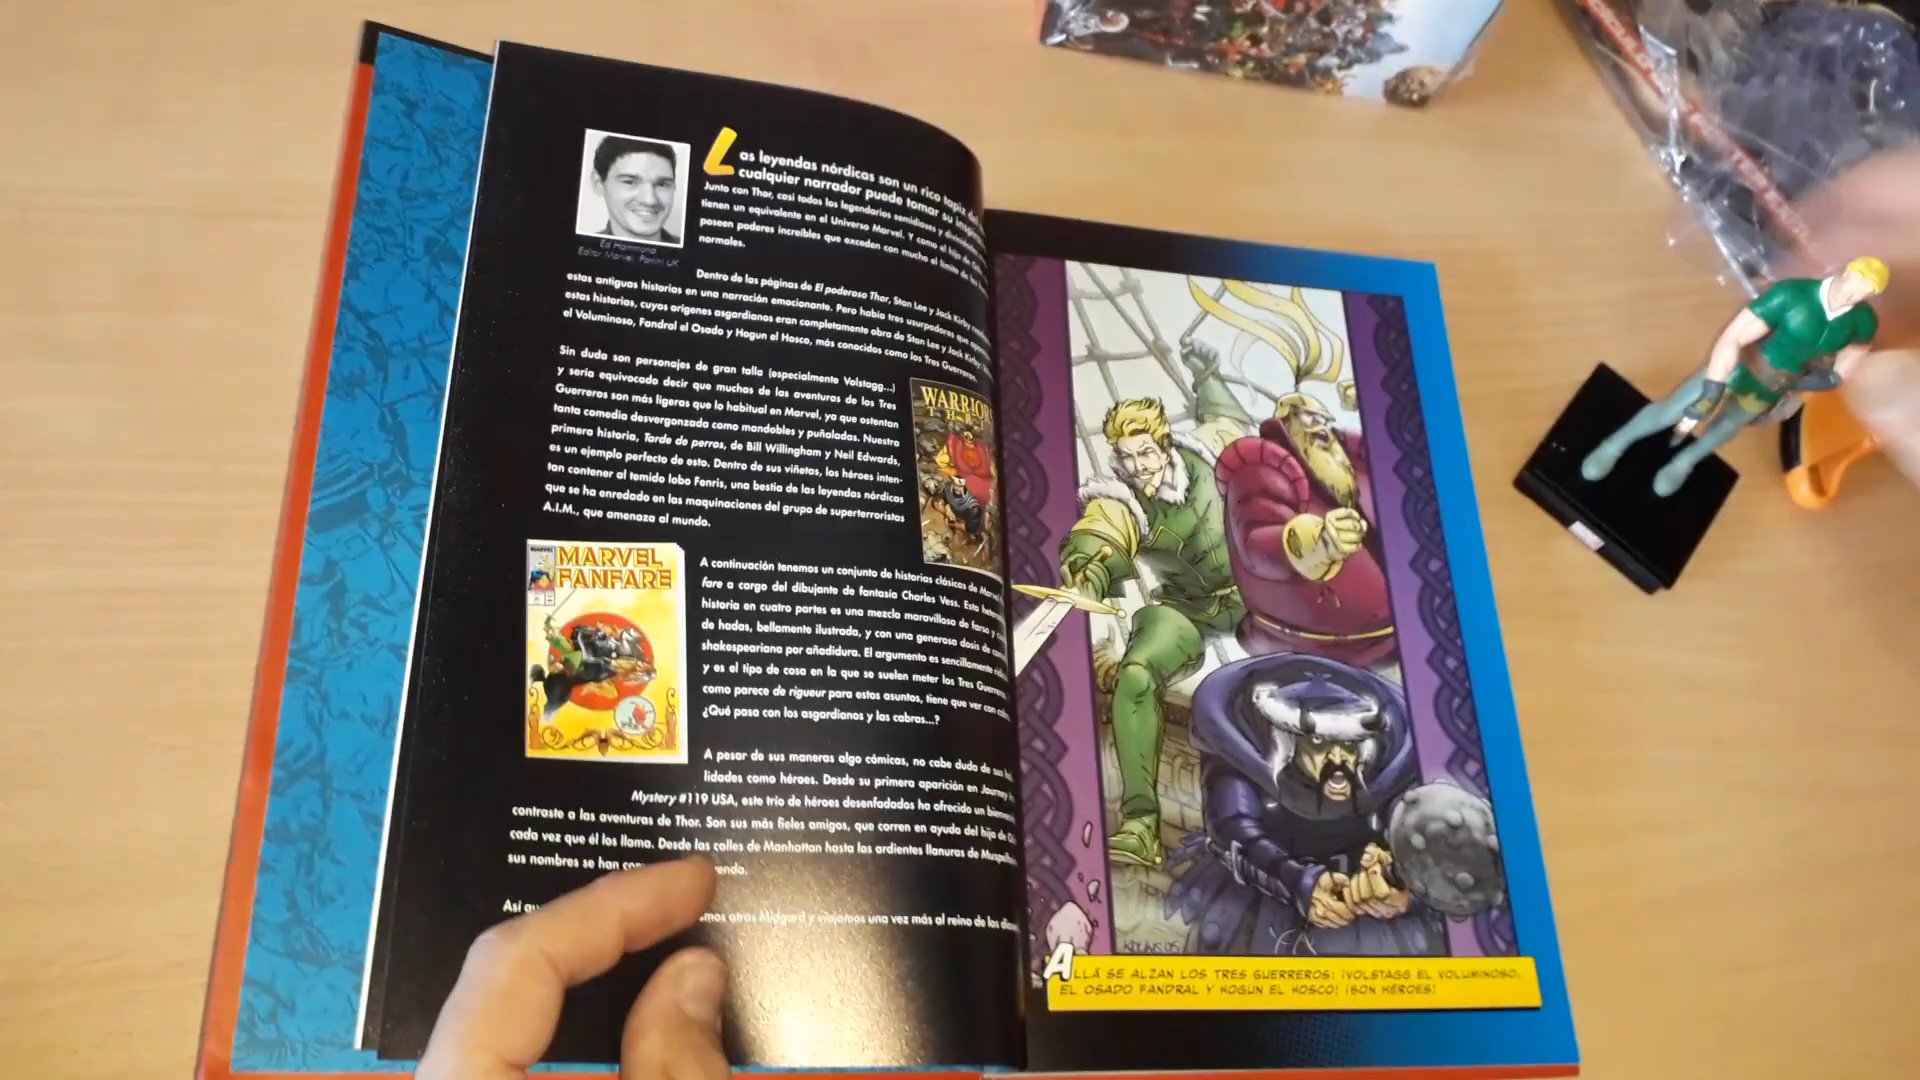 Las leyendas nórdicas son un rico tapiz
cualquier narrador puede tomar su
Junto con Thor, casi todos los legendarios semidioses y
tienen un equivalente en el Universo Marvel. Y como el hijo de
poseen poderes increíbles que exceden con mucho el límite de los
normales.
Ed Hammond
Editor Marvel, Panini UK
Dentro de las páginas de El poderoso Thor, Stan Lee y Jack Kirby
estas antiguas historias en una narración emocionante. Pero había tres usurpadores que
estas historias, cuyos orígenes asgardianos eran completamente obra de Stan Lee y Jack Kirby:
el Voluminoso, Fandral el Osado y Hogun el Hosco, más conocidos como los Tres Guerreros.
Sin duda son personajes de gran talla (especialmente Volstagg...)
y sería equivocado decir que muchas de las aventuras de los Tres
Guerreros son más ligeras que lo habitual en Marvel, ya que ostentan
tanta comedia desvergonzada como mandobles y puñaladas. Nuestra
primera historia, Tarde de perros, de Bill Willingham y Neil Edwards,
es un ejemplo perfecto de esto. Dentro de sus viñetas, los héroes inten-
tan contener al temido lobo Fenris, una bestia de las leyendas nórdicas
que se ha enredado en las maquinaciones del grupo de superterroristas
A.I.M., que amenaza al mundo.
WARRIORS
MARVEL
MARVEL
FANFARE
A continuación tenemos un conjunto de historias clásicas de Marvel
fare a cargo del dibujante de fantasía Charles Vess. Esta
historia en cuatro partes es una mezcla maravillosa de farsa y
de hadas, bellamente ilustrada, y con una generosa dosis de
shakespeariana por añadidura. El argumento es sencillamente
y es el tipo de cosa en la que se suelen meter los Tres Guerreros
como parece de rigueur para estos asuntos, tiene que ver con
¿Qué pasa con los asgardianos y las cabras...?
A pesar de sus maneras algo cómicas, no cabe duda de sus
lidades como héroes. Desde su primera aparición en Journey
Mystery #119 USA, este trío de héroes desenfadados ha ofrecido un
contraste a las aventuras de Thor. Son sus más fieles amigos, que corren en ayuda del hijo de
cada vez que él los llama. Desde las calles de Manhattan hasta las ardientes llanuras de
sus nombres se han
Así
amos atrás Midgard y viajamos una vez más al reino de los
ALLÁ SE ALZAN LOS TRES GUERREROS: ¡VOLSTAGG EL VOLUMINOSO,
EL OSADO FANDRAL Y HOGUN EL HOSCO! ¡SON HÉROES!